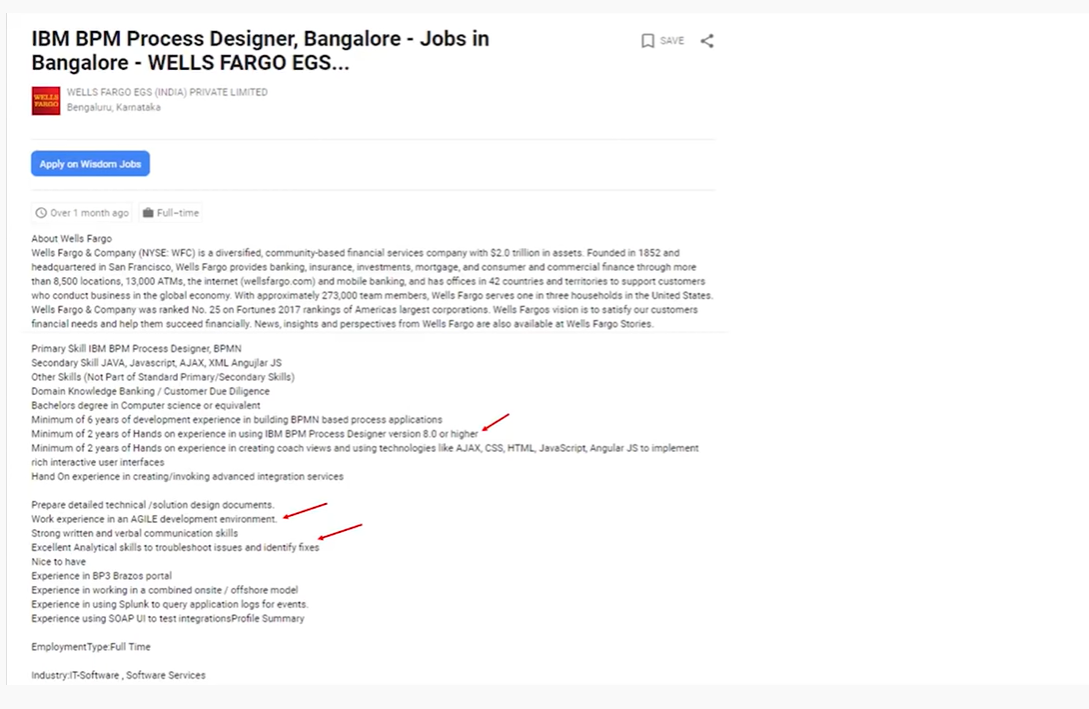 IBM BPM Process Designer, Bangalore - Jobs in
Bangalore - WELLS FARGO EGS...
SAVE
WELLS FARGO
WELLS FARGO EGS (INDIA) PRIVATE LIMITED
Bengaluru, Karnataka
Apply on Wisdom Jobs
Over 1 month ago
Full-time
About Wells Fargo
Wells Fargo & Company (NYSE: WFC) is a diversified, community-based financial services company with $2.0 trillion in assets. Founded in 1852 and
headquartered in San Francisco, Wells Fargo provides banking, insurance, investments, mortgage, and consumer and commercial finance through more
than 8,500 locations, 13,000 ATMs, the internet (wellsfargo.com) and mobile banking, and has offices in 42 countries and territories to support customers
who conduct business in the global economy. With approximately 273,000 team members, Wells Fargo serves one in three households in the United States.
Wells Fargo & Company was ranked No. 25 on Fortunes 2017 rankings of Americas largest corporations. Wells Fargos vision is to satisfy our customers
financial needs and help them succeed financially. News, insights and perspectives from Wells Fargo are also available at Wells Fargo Stories.
Primary Skill IBM BPM Process Designer, BPMN
Secondary Skill JAVA, Javascript, AJAX, XML Angujlar JS
Other Skills (Not Part of Standard Primary/Secondary Skills)
Domain Knowledge Banking / Customer Due Diligence
Bachelors degree in Computer science or equivalent
Minimum of 6 years of development experience in building BPMN based process applications
Minimum of 2 years of Hands on experience in using IBM BPM Process Designer version 8.0 or higher
Minimum of 2 years of Hands on experience in creating coach views and using technologies like AJAX, CSS, HTML, JavaScript, Angular JS to implement
rich interactive user interfaces
Hand On experience in creating/invoking advanced integration services
Prepare detailed technical /solution design documents.
Work experience in an AGILE development environment.
Strong written and verbal communication skills
Excellent Analytical skills to troubleshoot issues and identify fixes
Nice to have
Experience in BP3 Brazos portal
Experience in working in a combined onsite / offshore model
Experience in using Splunk to query application logs for events.
Experience using SOAP UI to test integrationsProfile Summary
EmploymentType:Full Time
Industry:IT-Software , Software Services